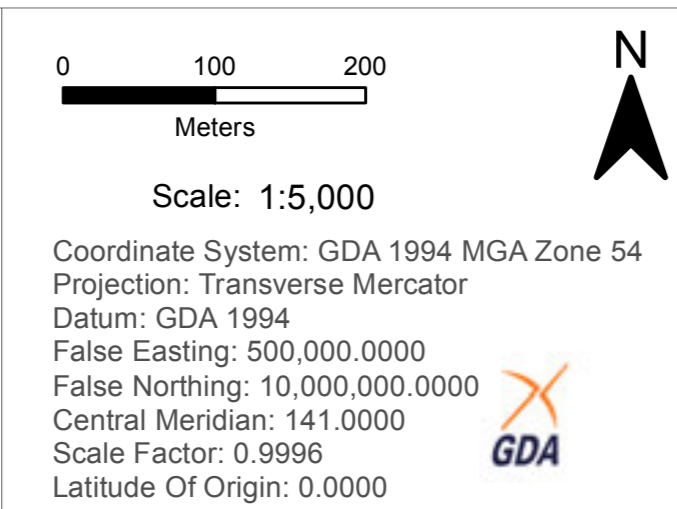 N
0 100 200
Meters
Scale: 1:5,000
Coordinate System: GDA 1994 MGA Zone 54
Projection: Transverse Mercator
Datum: GDA 1994
False Easting: 500,000.0000
False Northing: 10,000,000.0000
Central Meridian: 141.0000
Scale Factor: 0.9996
Latitude Of Origin: 0.0000
GDA